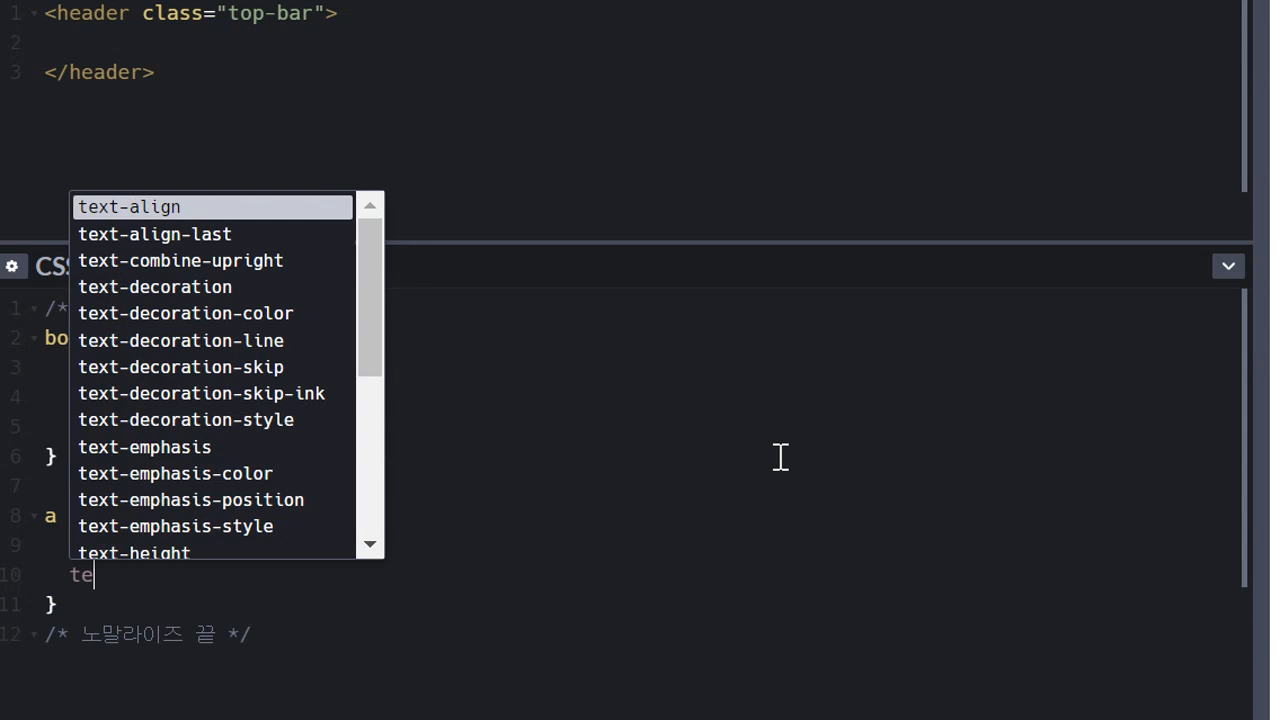 1 <header class="top-bar">
2
3 </header>
CSS
1 /*
2 bo
3
4
5
6 }
7
8 a
9
10 te
11 }
12 /* 노말라이즈 끝 */
text-align
text-align-last
text-combine-upright
text-decoration
text-decoration-color
text-decoration-line
text-decoration-skip
text-decoration-skip-ink
text-decoration-style
text-emphasis
text-emphasis-color
text-emphasis-position
text-emphasis-style
text-height